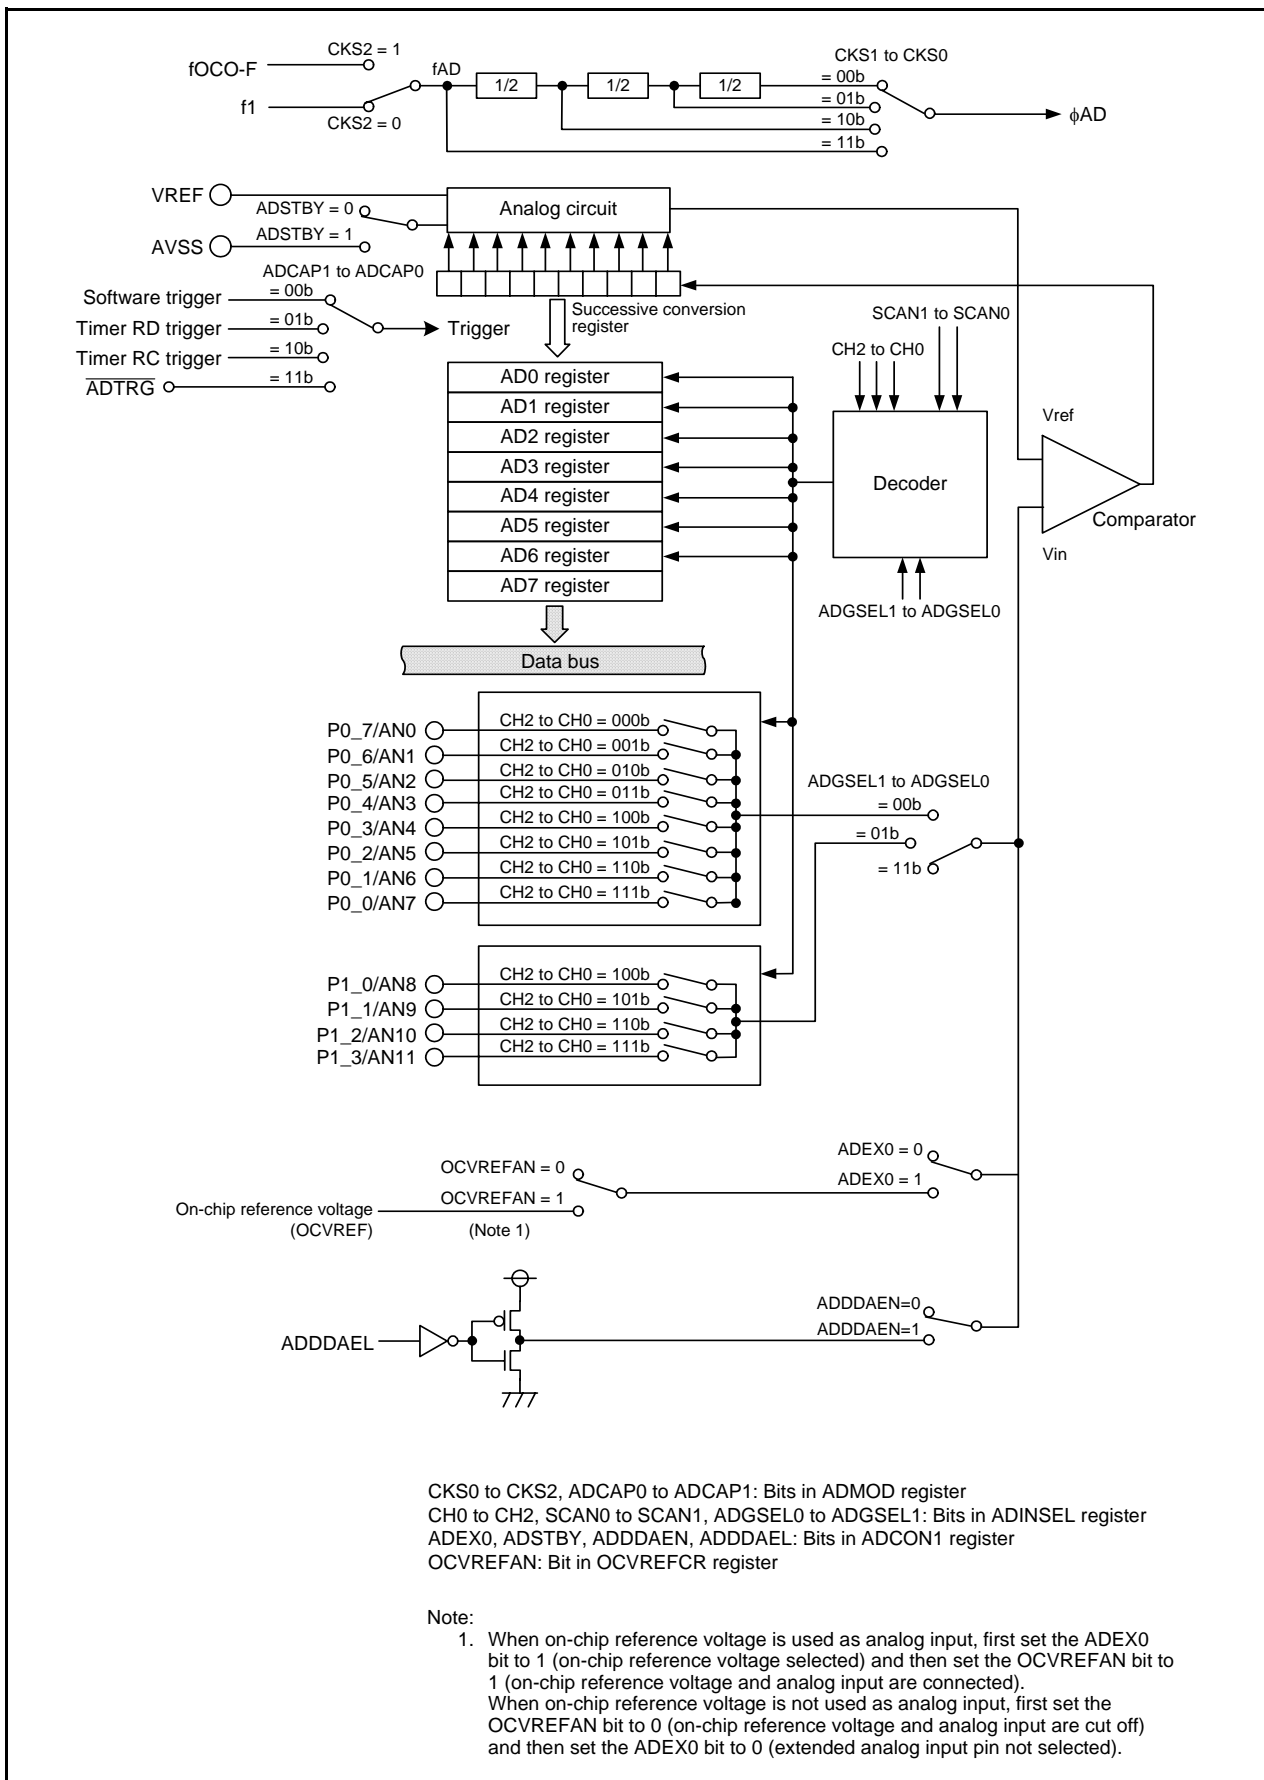 CKS2 = 1
fOCO-F
fAD
f1
CKS2 = 0
1/2
1/2
1/2
CKS1 to CKS0
= 00b
= 01b
= 10b
= 11b
ϕAD
VREF
ADSTBY = 0
AVSS
ADSTBY = 1
Analog circuit
ADCAP1 to ADCAP0
Software trigger
= 00b
Timer RD trigger
= 01b
Timer RC trigger
= 10b
ADTRG
= 11b
Trigger
Successive conversion
register
AD0 register
AD1 register
AD2 register
AD3 register
AD4 register
AD5 register
AD6 register
AD7 register
Data bus
SCAN1 to SCAN0
CH2 to CH0
Decoder
ADGSEL1 to ADGSEL0
Vref
Comparator
Vin
P0_7/AN0
CH2 to CH0 = 000b
P0_6/AN1
CH2 to CH0 = 001b
P0_5/AN2
CH2 to CH0 = 010b
P0_4/AN3
CH2 to CH0 = 011b
P0_3/AN4
CH2 to CH0 = 100b
P0_2/AN5
CH2 to CH0 = 101b
P0_1/AN6
CH2 to CH0 = 110b
P0_0/AN7
CH2 to CH0 = 111b
ADGSEL1 to ADGSEL0
= 00b
= 01b
= 11b
P1_0/AN8
CH2 to CH0 = 100b
P1_1/AN9
CH2 to CH0 = 101b
P1_2/AN10
CH2 to CH0 = 110b
P1_3/AN11
CH2 to CH0 = 111b
OCVREFAN = 0
OCVREFAN = 1
On-chip reference voltage
(OCVREF)
(Note 1)
ADEX0 = 0
ADEX0 = 1
ADDDAEL
ADDDAEN=0
ADDDAEN=1
CKS0 to CKS2, ADCAP0 to ADCAP1: Bits in ADMOD register
CH0 to CH2, SCAN0 to SCAN1, ADGSEL0 to ADGSEL1: Bits in ADINSEL register
ADEX0, ADSTBY, ADDDAEN, ADDDAEL: Bits in ADCON1 register
OCVREFAN: Bit in OCVREFCR register
Note:
1. When on-chip reference voltage is used as analog input, first set the ADEX0
bit to 1 (on-chip reference voltage selected) and then set the OCVREFAN bit to
1 (on-chip reference voltage and analog input are connected).
When on-chip reference voltage is not used as analog input, first set the
OCVREFAN bit to 0 (on-chip reference voltage and analog input are cut off)
and then set the ADEX0 bit to 0 (extended analog input pin not selected).